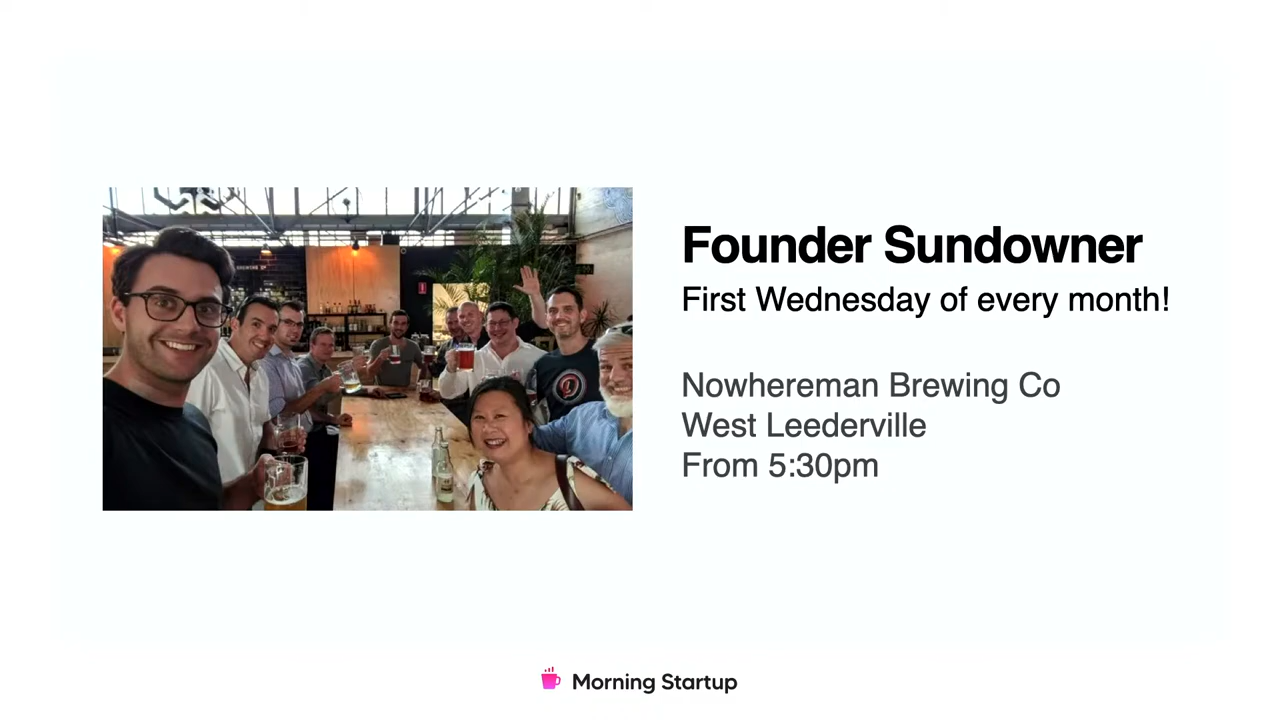 Founder Sundowner
First Wednesday of every month!
Nowhereman Brewing Co
West Leederville
From 5:30pm
Morning Startup